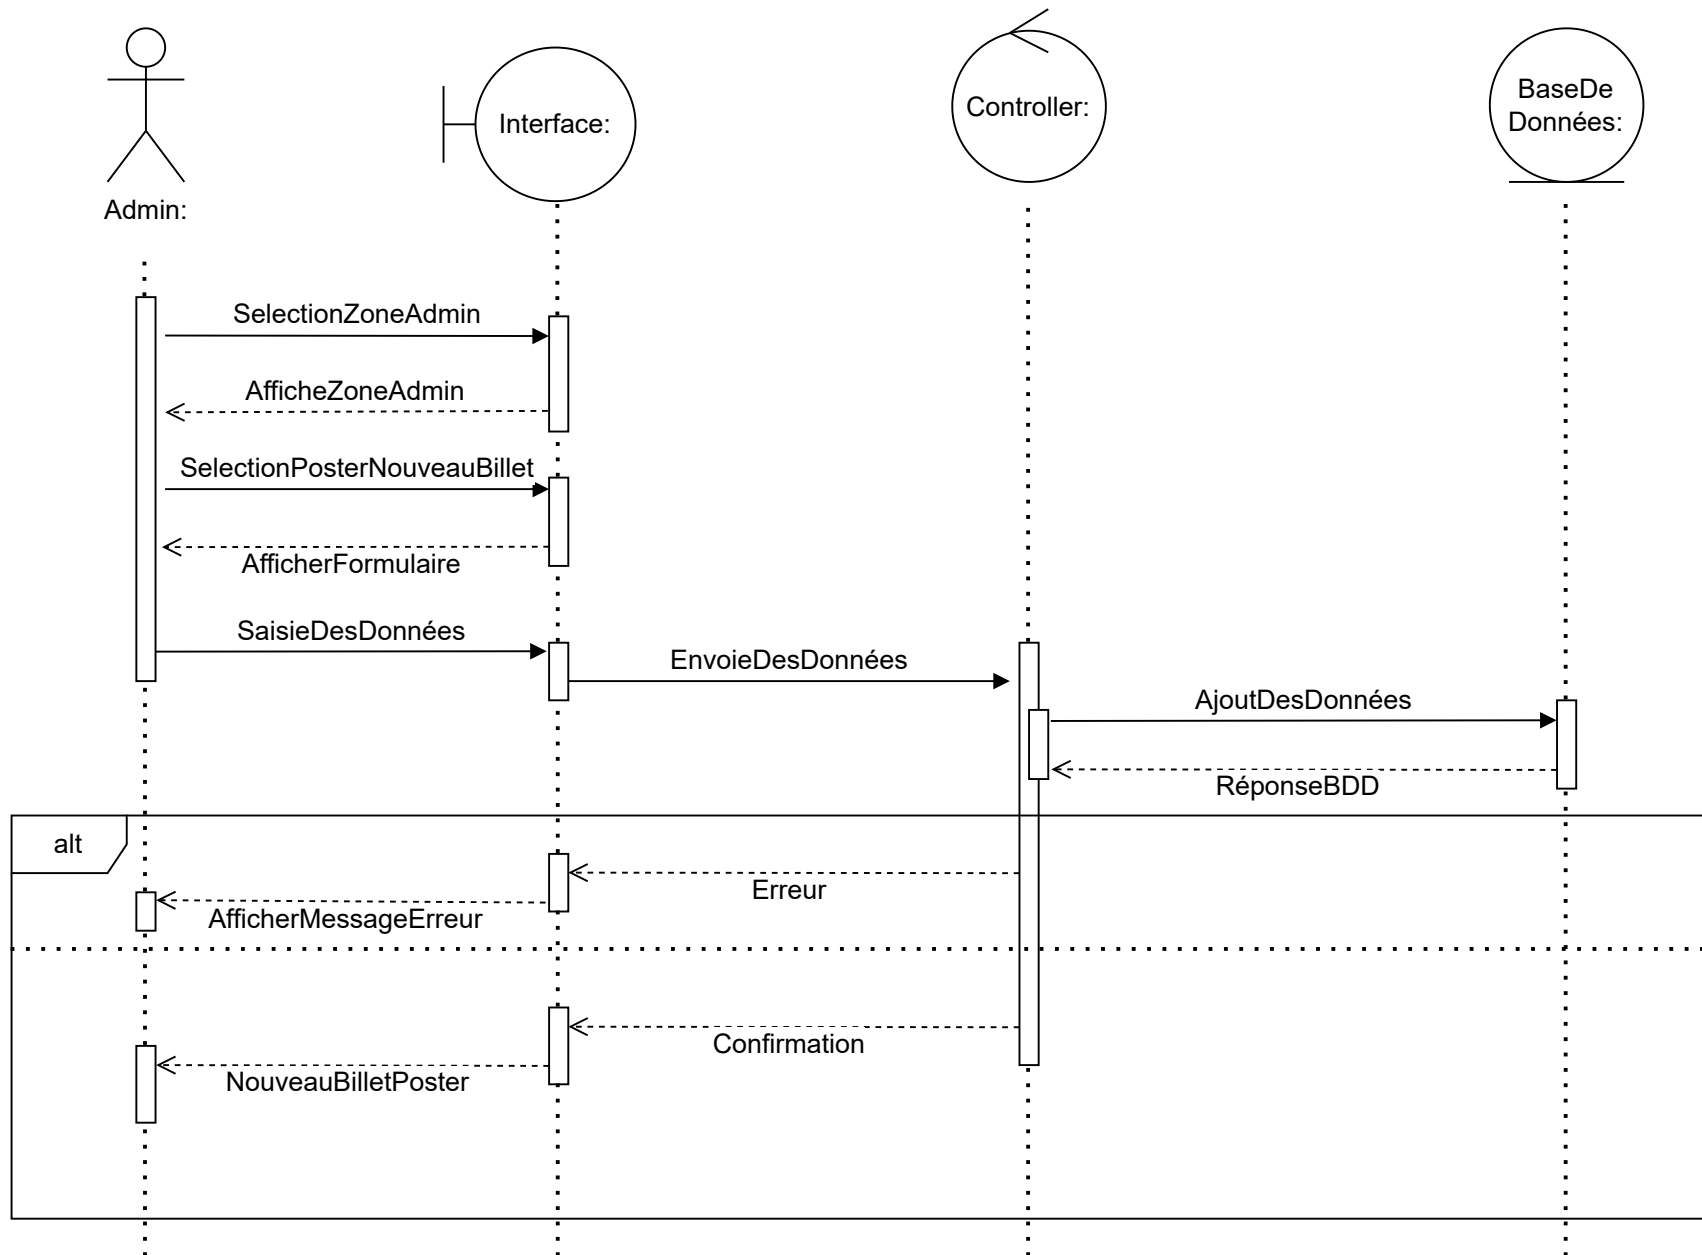 Admin:
Interface:
Controller:
BaseDe
Données:
SelectionZoneAdmin
AfficheZoneAdmin
SelectionPosterNouveauBillet
AfficherFormulaire
SaisieDesDonnées
EnvoieDesDonnées
AjoutDesDonnées
RéponseBDD
alt
Erreur
AfficherMessageErreur
Confirmation
NouveauBilletPoster